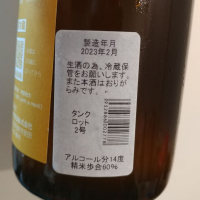 製造年月
2023年2月
生酒の為、冷蔵保
管をお願いします。
また本酒はおりが
らみです。
タンク
ロット
2号
アルコール分14度
精米歩合60%